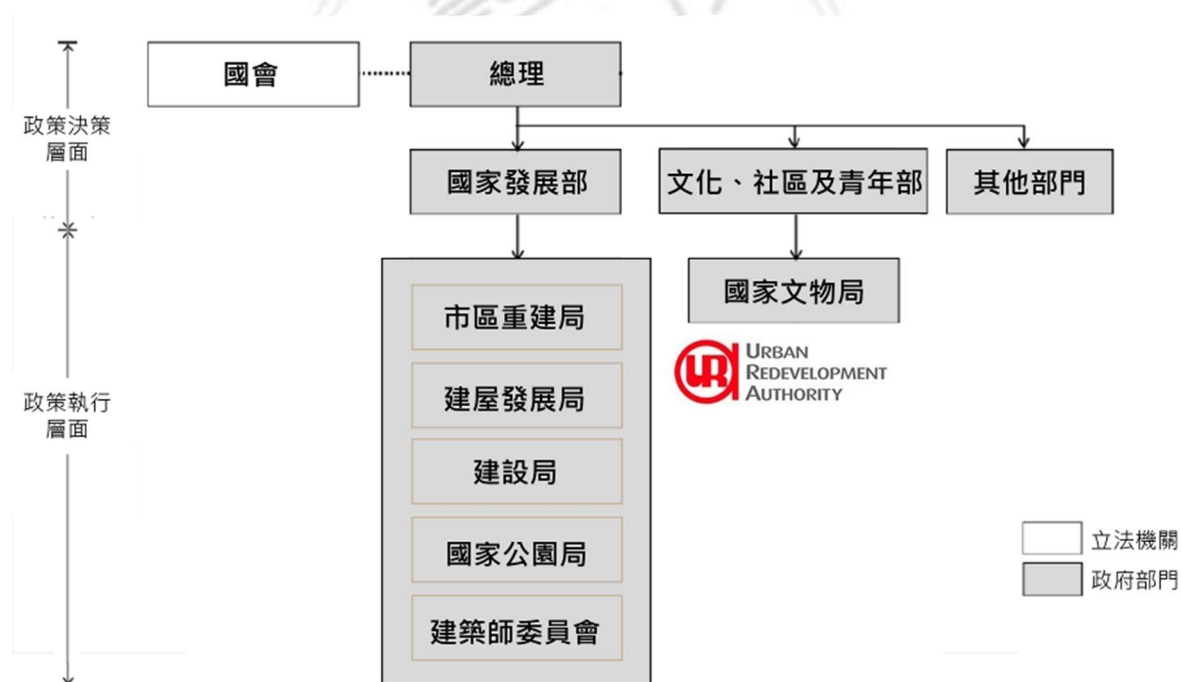 國會
總理
政策決策
層面
國家發展部
文化、社區及青年部
其他部門
市區重建局
國家文物局
UR
URBAN
REDEVELOPMENT
AUTHORITY
建屋發展局
政策執行
層面
建設局
國家公園局
建築師委員會
立法機關
政府部門